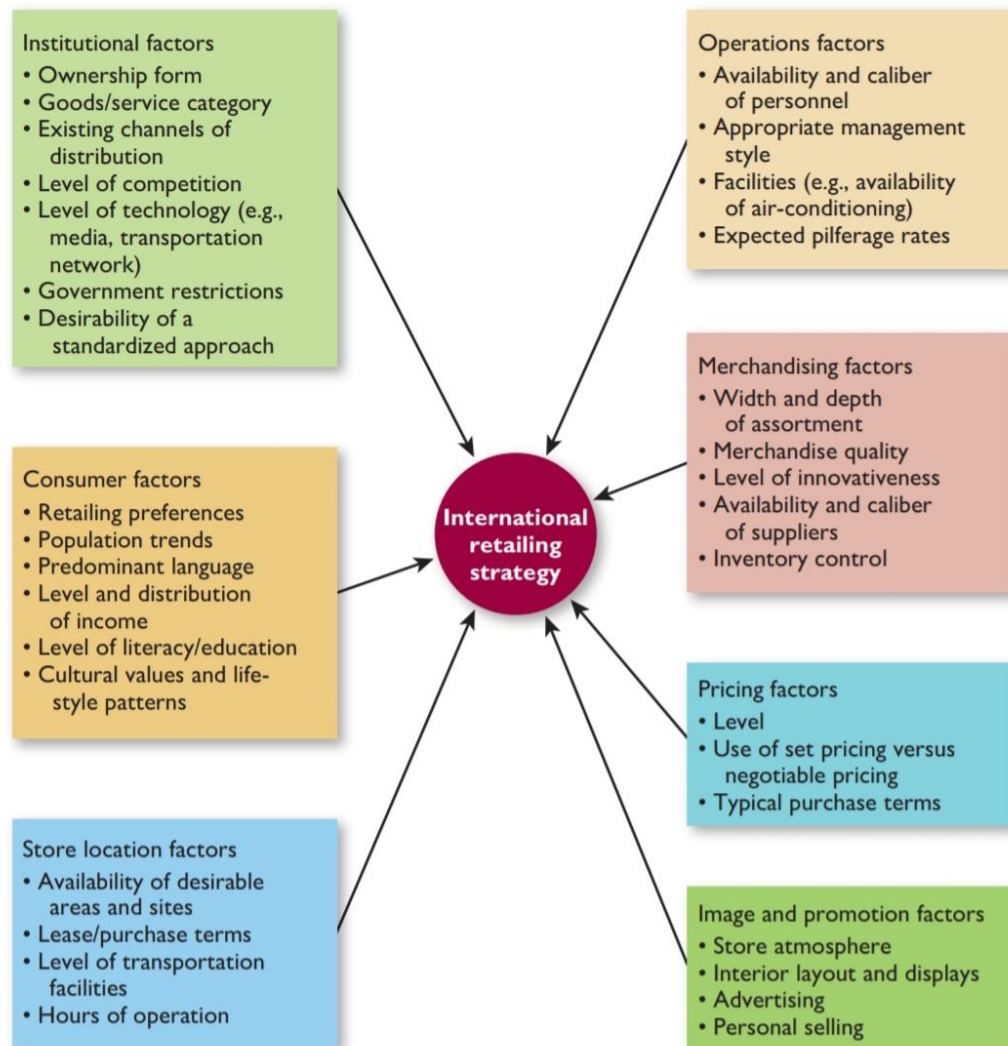 Institutional factors
• Ownership form
• Goods/service category
• Existing channels of
distribution
• Level of competition
• Level of technology (e.g.,
media, transportation
network)
• Government restrictions
• Desirability of a
standardized approach
Consumer factors
• Retailing preferences
• Population trends
• Predominant language
• Level and distribution
of income
• Level of literacy/education
• Cultural values and life-
style patterns
Store location factors
• Availability of desirable
areas and sites
• Lease/purchase terms
• Level of transportation
facilities
• Hours of operation
International
retailing
strategy
Operations factors
• Availability and caliber
of personnel
• Appropriate management
style
• Facilities (e.g., availability
of air-conditioning)
• Expected pilferage rates
Merchandising factors
• Width and depth
of assortment
• Merchandise quality
• Level of innovativeness
• Availability and caliber
of suppliers
• Inventory control
Pricing factors
• Level
• Use of set pricing versus
negotiable pricing
• Typical purchase terms
Image and promotion factors
• Store atmosphere
• Interior layout and displays
• Advertising
• Personal selling